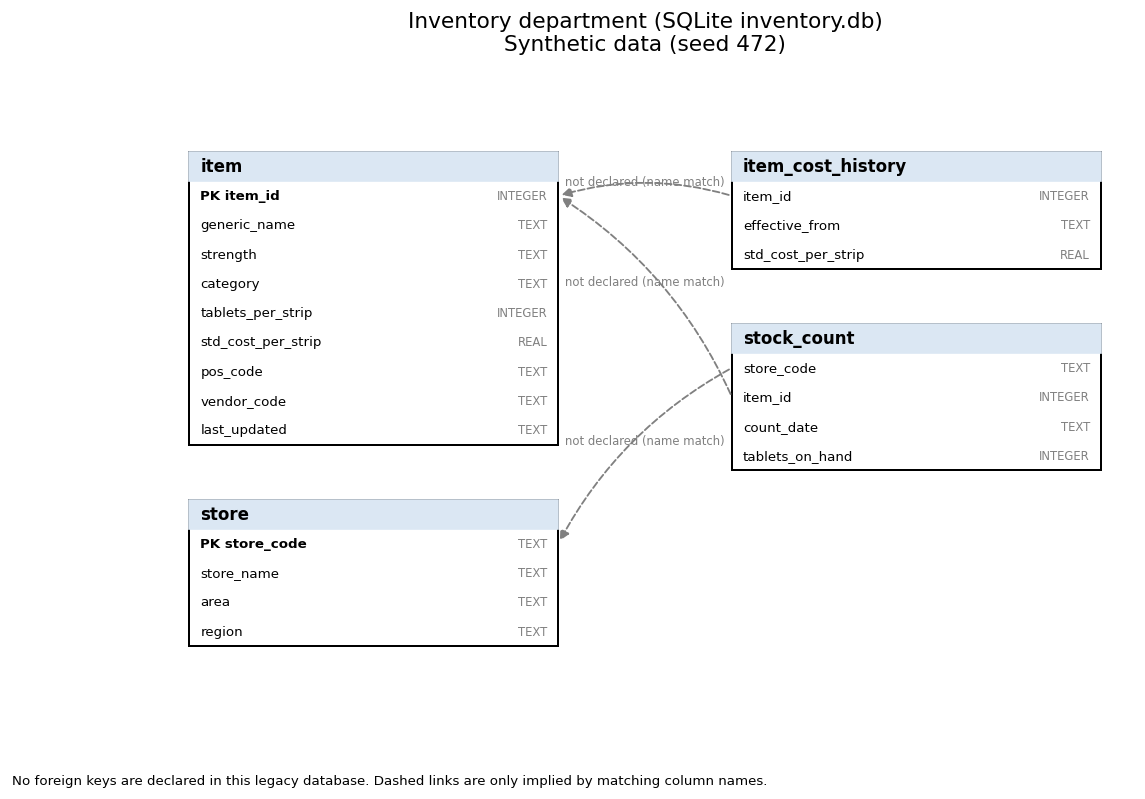 Inventory department (SQLite inventory.db)
Synthetic data (seed 472)
item
PK item_id INTEGER
generic_name TEXT
strength TEXT
category TEXT
tablets_per_strip INTEGER
std_cost_per_strip REAL
pos_code TEXT
vendor_code TEXT
last_updated TEXT
not declared (name match)
not declared (name match)
not declared (name match)
item_cost_history
item_id INTEGER
effective_from TEXT
std_cost_per_strip REAL
stock_count
store_code TEXT
item_id INTEGER
count_date TEXT
tablets_on_hand INTEGER
store
PK store_code TEXT
store_name TEXT
area TEXT
region TEXT
No foreign keys are declared in this legacy database. Dashed links are only implied by matching column names.